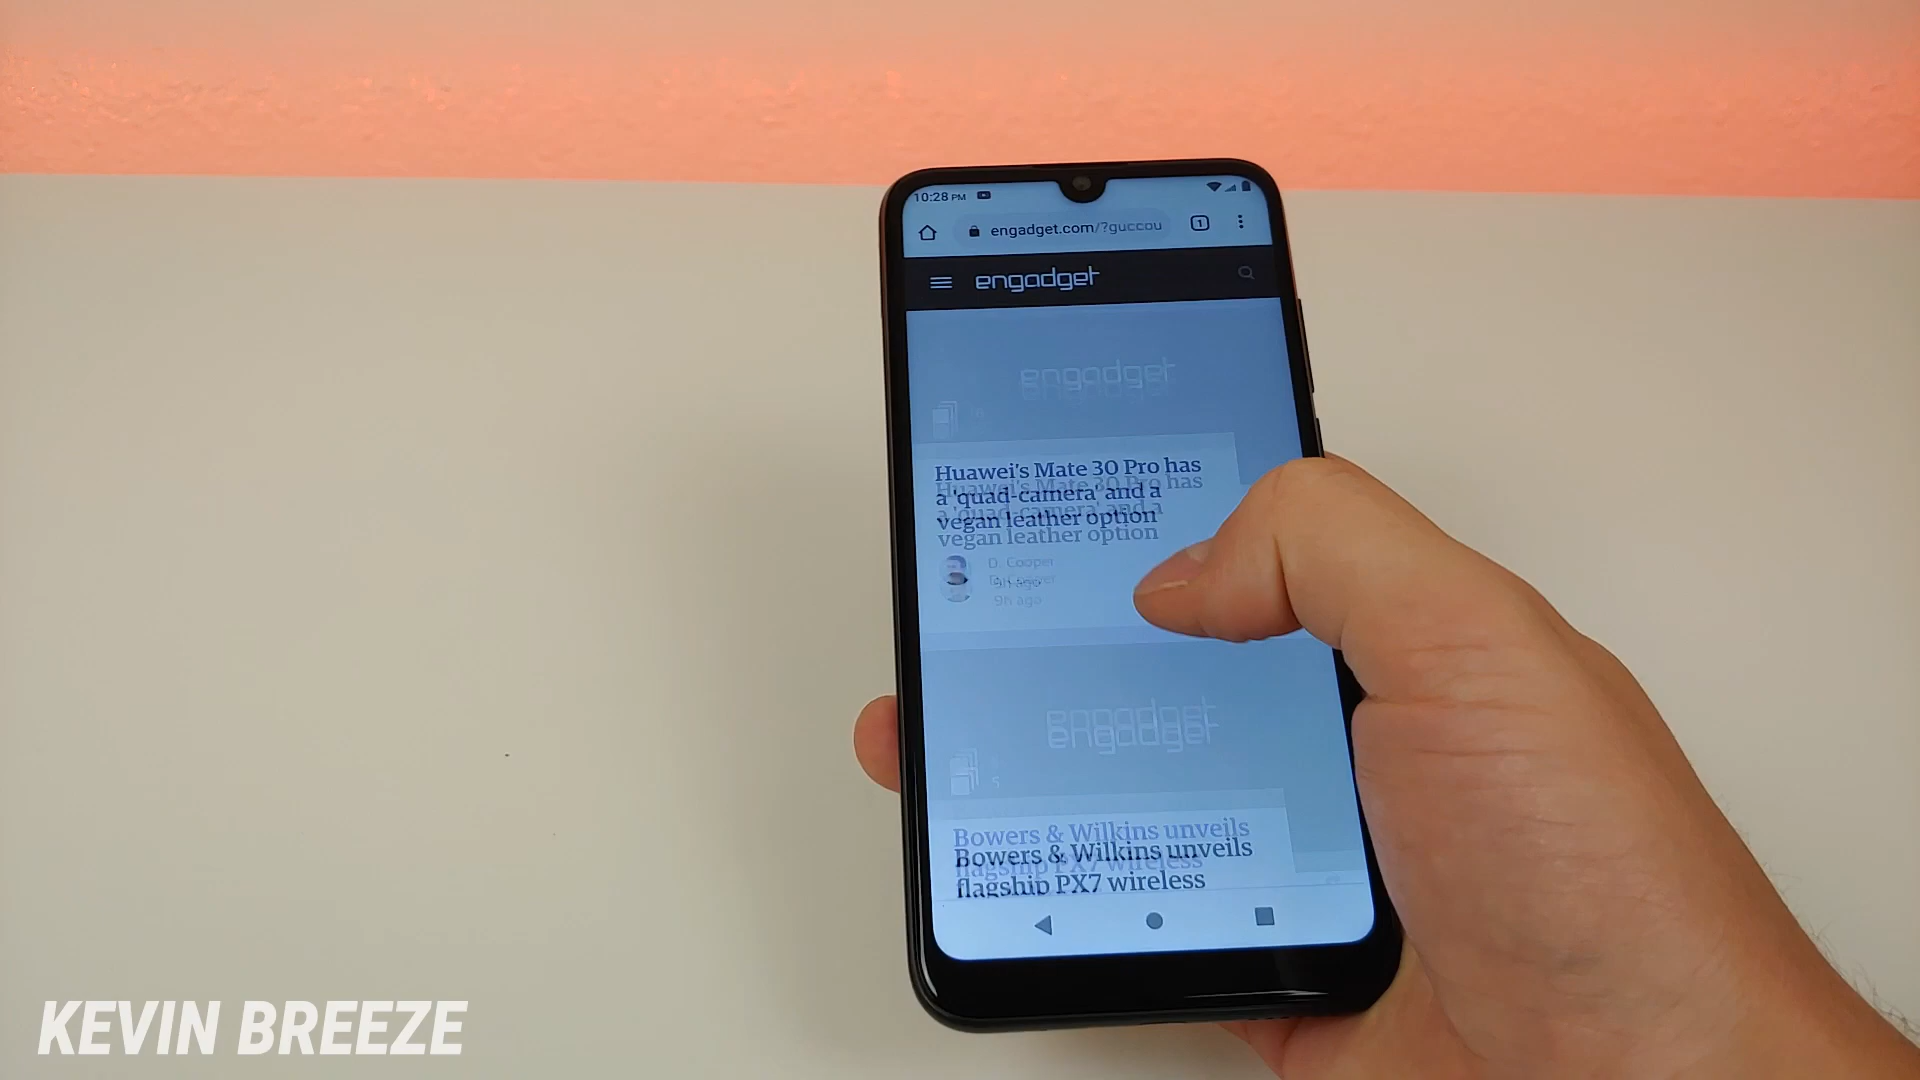 10:28 PM
engadget.com/?guccou
1
engadget
engadget
Huawei's Mate 30 Pro has
a 'quad-camera' and a
vegan leather option
D. Cooper
9h ago
engadget
5
Bowers & Wilkins unveils
flagship PX7 wireless
KEVIN BREEZE